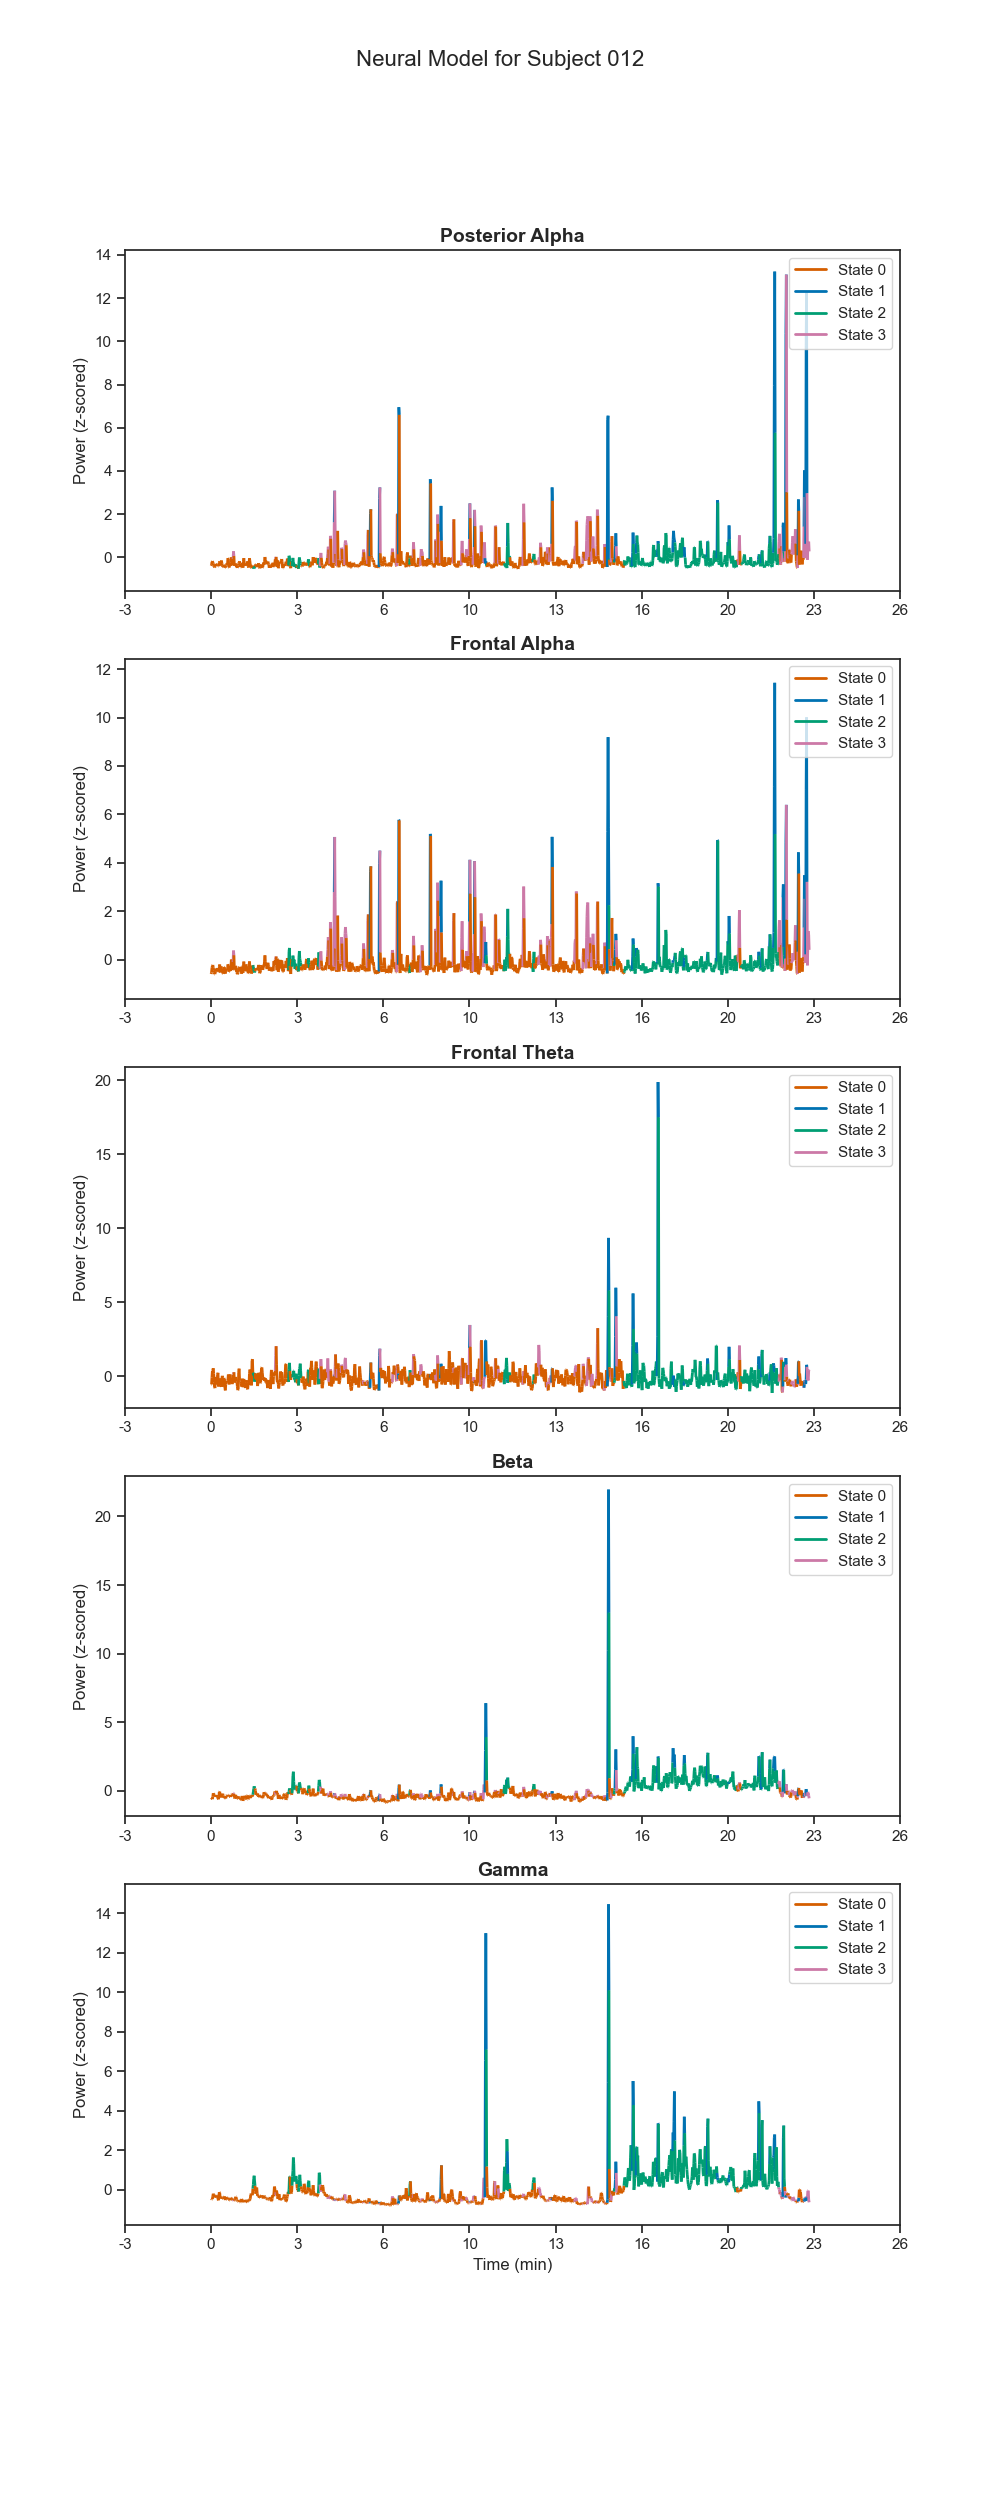 Neural Model for Subject 012
Posterior Alpha
14
12
10
8
6
4
2
0
Power (z-scored)
State 0
State 1
State 2
State 3
-3 0 3 6 10 13 16 20 23 26
Frontal Alpha
12
10
8
6
4
2
0
Power (z-scored)
State 0
State 1
State 2
State 3
-3 0 3 6 10 13 16 20 23 26
Frontal Theta
20
15
10
5
0
Power (z-scored)
State 0
State 1
State 2
State 3
-3 0 3 6 10 13 16 20 23 26
Beta
20
15
10
5
0
Power (z-scored)
State 0
State 1
State 2
State 3
-3 0 3 6 10 13 16 20 23 26
Gamma
14
12
10
8
6
4
2
0
Power (z-scored)
State 0
State 1
State 2
State 3
-3 0 3 6 10 13 16 20 23 26
Time (min)